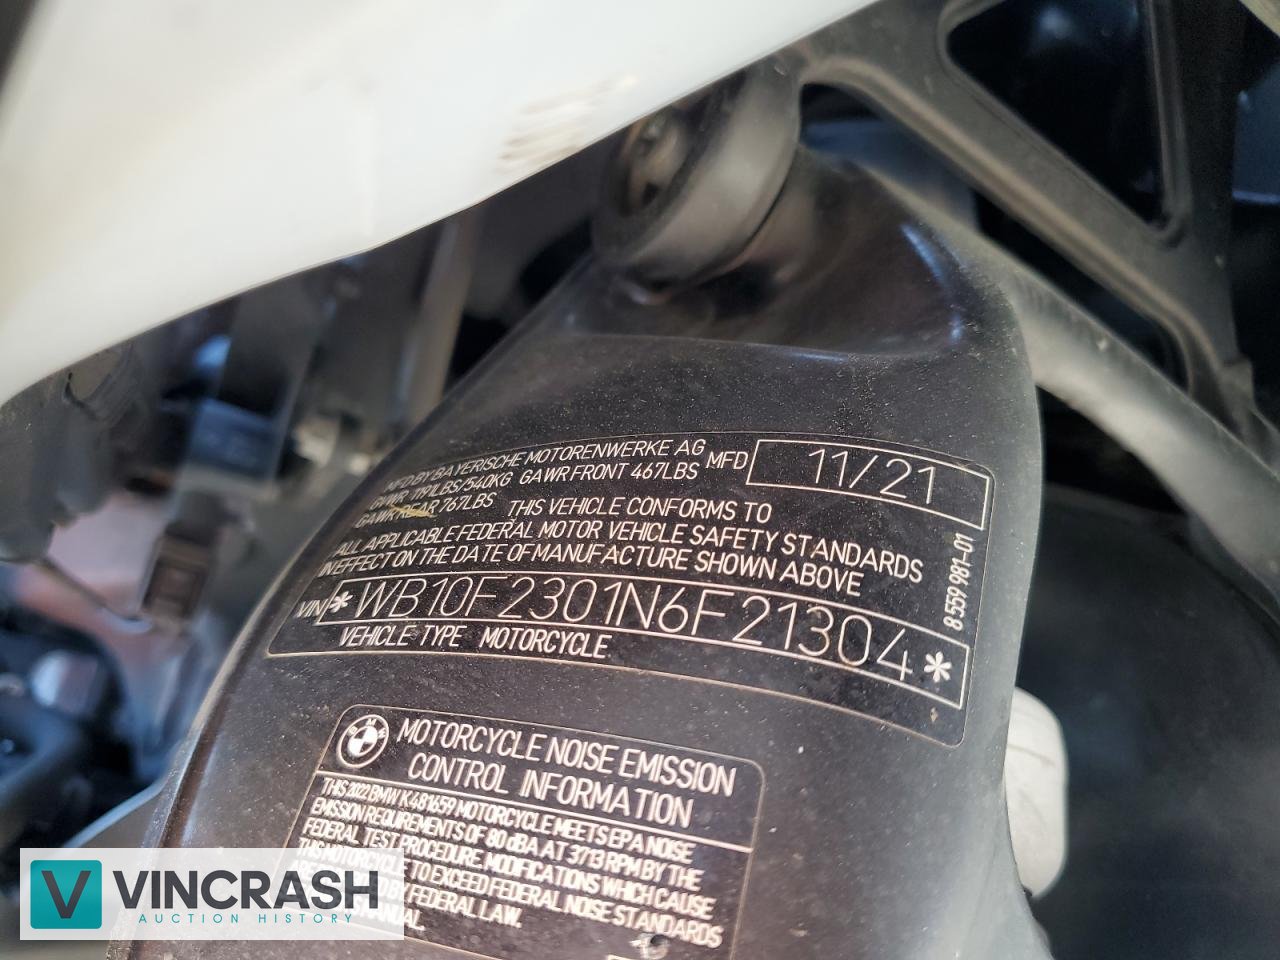 MFD BY BAYERISCHE MOTORENWERKE AG
GVWR 1191LBS/540KG GAWR FRONT 467LBS
GAWR REAR 767LBS THIS VEHICLE CONFORMS TO
ALL APPLICABLE FEDERAL MOTOR VEHICLE SAFETY STANDARDS
IN EFFECT ON THE DATE OF MANUFACTURE SHOWN ABOVE
MFD 11/21
VIN *WB10F2301N6F21304*
VEHICLE TYPE MOTORCYCLE
8559 981-01
MOTORCYCLE NOISE EMISSION
CONTROL INFORMATION
THIS 2022 BMW K481659 MOTORCYCLE MEETS EPA NOISE
EMISSION REQUIREMENTS OF 80 dBA AT 3713 RPM BY THE
FEDERAL TEST PROCEDURE. MODIFICATIONS WHICH CAUSE
THIS MOTORCYCLE TO EXCEED FEDERAL NOISE STANDARDS
BY FEDERAL LAW.
MANUAL.
V VINCRASH
AUCTION HISTORY